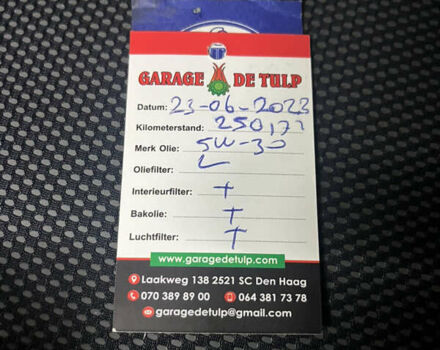 GARAGE DE TULP
Datum: 23-06-2023
Kilometerstand:
Merk Olie: 5W-30
Oliefilter: ✓
Interieurfilter: +
Bakolie: +
Luchtfilter: +
www.garagedetulp.com
Laakweg 138 2521 SC Den Haag
070 389 89 00 064 381 73 78
garagedetulp@gmail.com